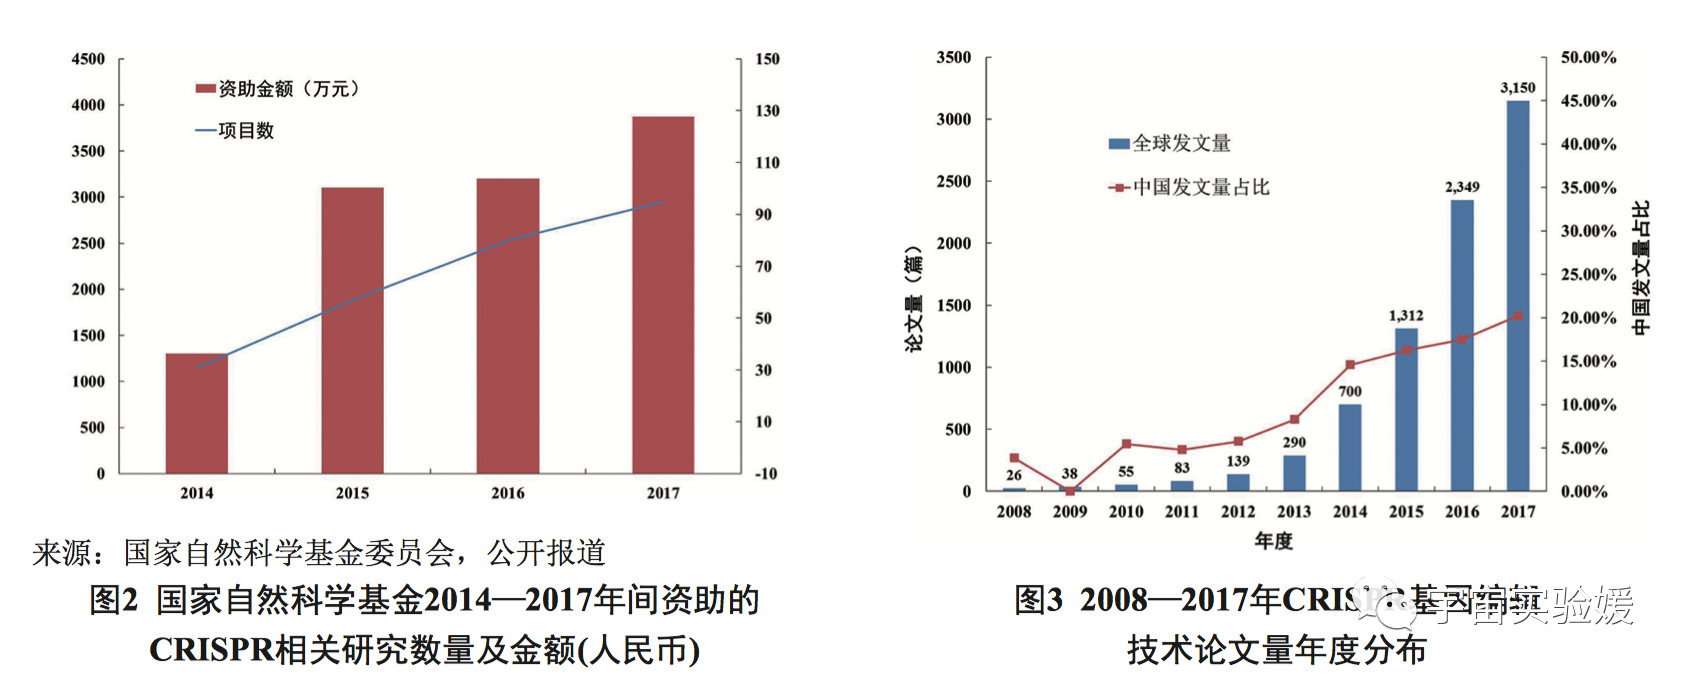 4500
4000
3500
3000
2500
2000
1500
1000
500
0
150
130
110
90
70
50
30
10
-10
资助金额（万元）
项目数
2014 2015 2016 2017
来源：国家自然科学基金委员会，公开报道
图2 国家自然科学基金2014—2017年间资助的
CRISPR相关研究数量及金额(人民币)
3500
3000
2500
2000
1500
1000
500
0
论文量（篇）
50.00%
45.00%
40.00%
35.00%
30.00%
25.00%
20.00%
15.00%
10.00%
5.00%
0.00%
中国发文量占比
全球发文量
中国发文量占比
26 38 55 83 139 290 700 1,312 2,349 3,150
2008 2009 2010 2011 2012 2013 2014 2015 2016 2017
年度
图3 2008—2017年CRISPR基因编辑
技术论文量年度分布
宇宙实验媛